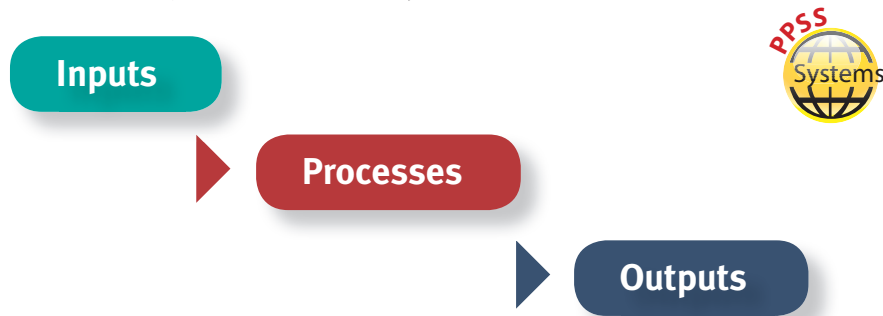 PPSS
Systems
Inputs
Processes
Outputs